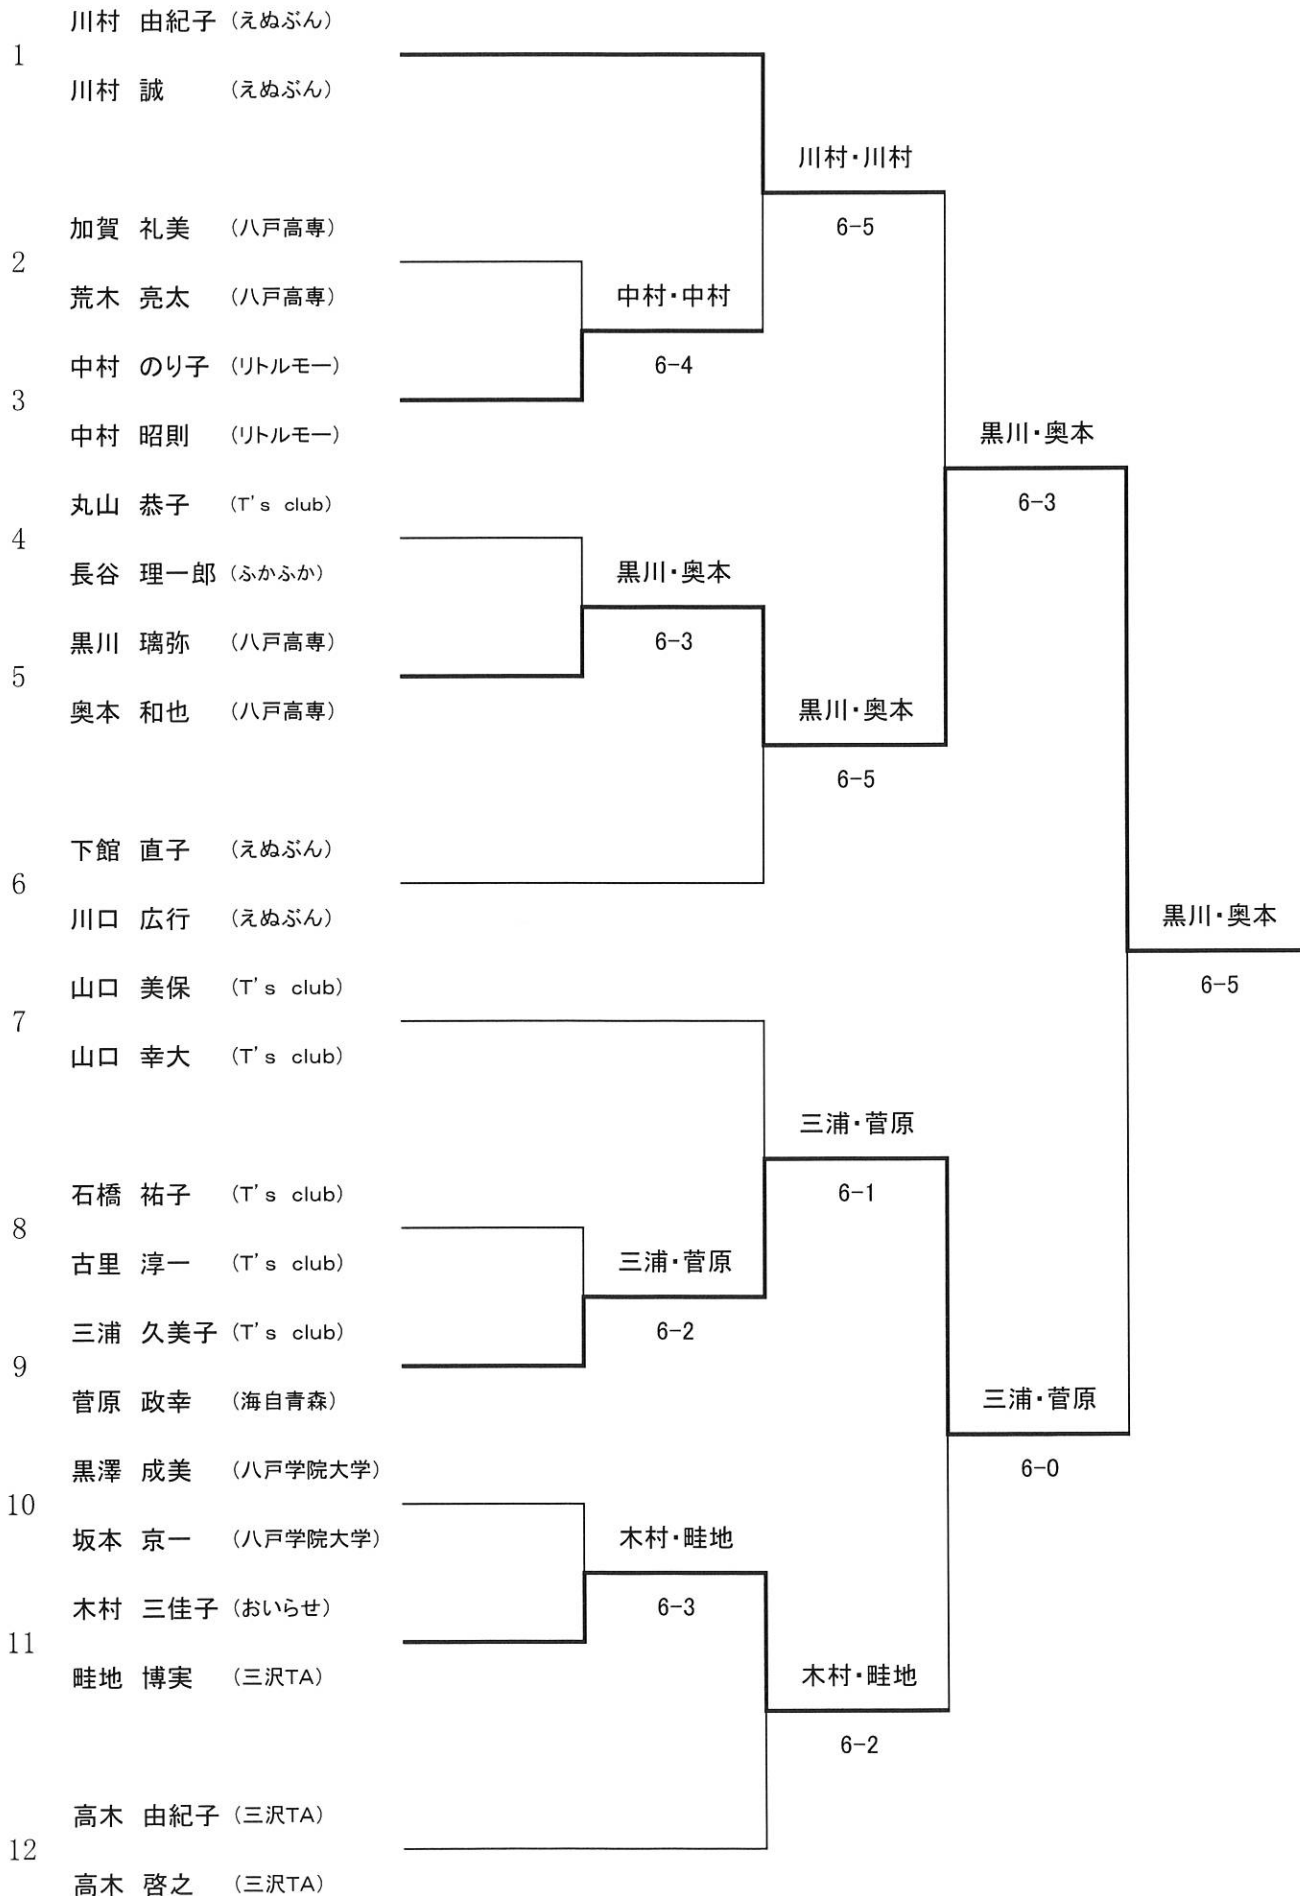 川村 由紀子 (えぬぶん)
1
川村 誠 (えぬぶん)
川村・川村
加賀 礼美 (八戸高専)
6-5
2
荒木 亮太 (八戸高専)
中村・中村
中村 のり子 (リトルモー)
6-4
3
中村 昭則 (リトルモー)
黒川・奥本
丸山 恭子 (T's club)
6-3
4
長谷 理一郎 (ふかふか)
黒川・奥本
黒川 璃弥 (八戸高専)
6-3
5
奥本 和也 (八戸高専)
黒川・奥本
6-5
下館 直子 (えぬぶん)
6
川口 広行 (えぬぶん)
黒川・奥本
山口 美保 (T's club)
6-5
7
山口 幸大 (T's club)
三浦・菅原
石橋 祐子 (T's club)
6-1
8
古里 淳一 (T's club)
三浦・菅原
三浦 久美子 (T's club)
6-2
9
菅原 政幸 (海自青森)
三浦・菅原
黒澤 成美 (八戸学院大学)
6-0
10
坂本 京一 (八戸学院大学)
木村・畦地
木村 三佳子 (おいらせ)
6-3
11
畦地 博実 (三沢TA)
木村・畦地
6-2
高木 由紀子 (三沢TA)
12
高木 啓之 (三沢TA)